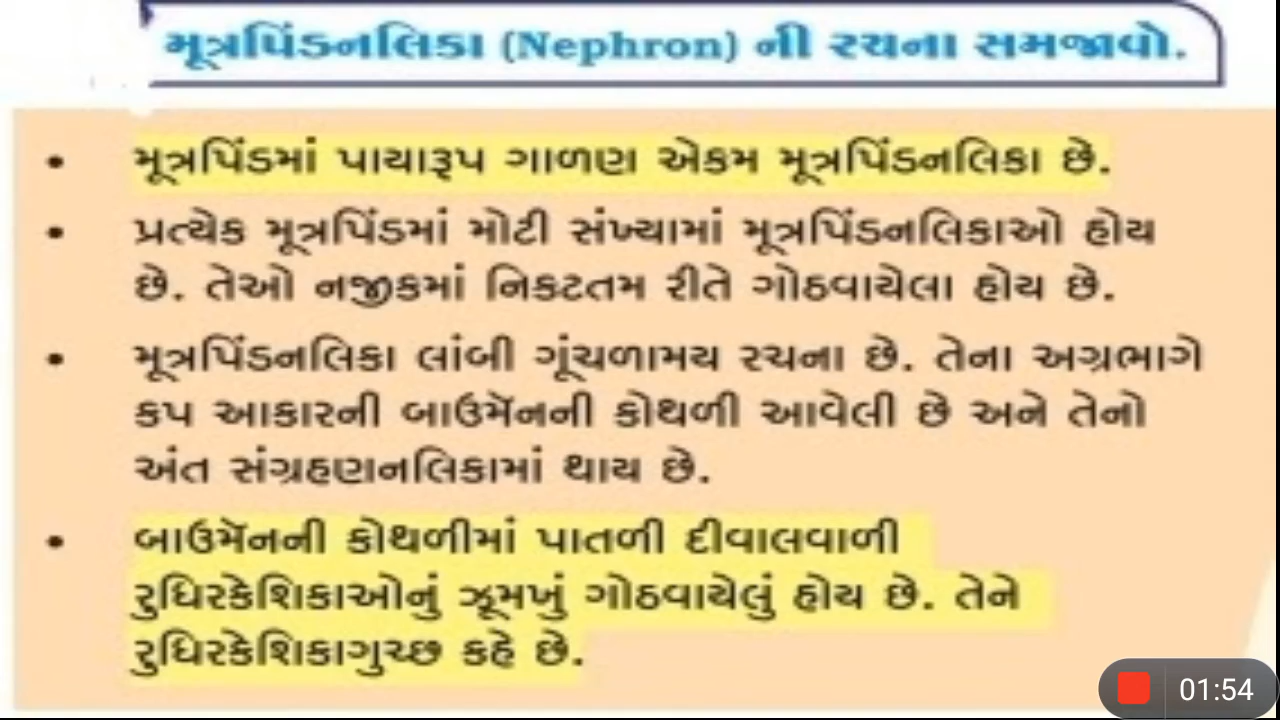 મૂત્રપિંડનલિકા (Nephron) ની રચના સમજાવો.
• મૂત્રપિંડમાં પાયારૂપ ગાળણ એકમ મૂત્રપિંડનલિકા છે.
• પ્રત્યેક મૂત્રપિંડમાં મોટી સંખ્યામાં મૂત્રપિંડનલિકાઓ હોય
છે. તેઓ નજીકમાં નિકટતમ રીતે ગોઠવાયેલા હોય છે.
• મૂત્રપિંડનલિકા લાંબી ગૂંચળામય રચના છે. તેના અગ્રભાગે
કપ આકારની બાઉમૅનની કોથળી આવેલી છે અને તેનો
અંત સંગ્રહણનલિકામાં થાય છે.
• બાઉમૅનની કોથળીમાં પાતળી દીવાલવાળી
રુધિરકેશિકાઓનું ઝૂમખું ગોઠવાયેલું હોય છે. તેને
રુધિરકેશિકાગુચ્છ કહે છે.
01:54